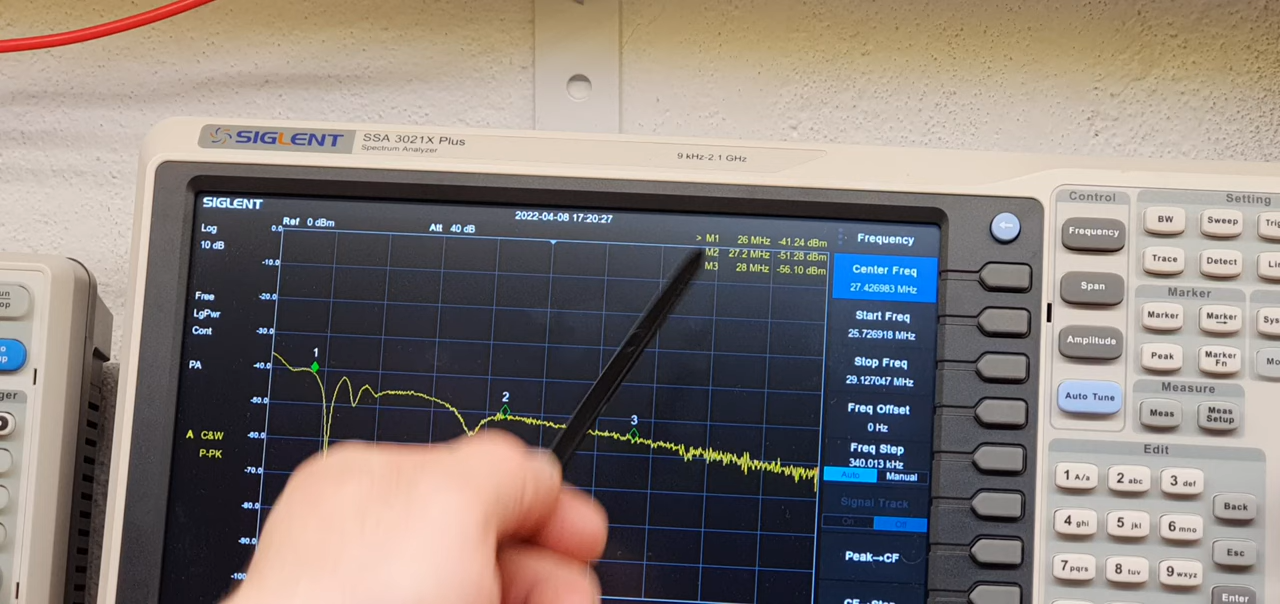 SIGLENT SSA 3021X Plus
Spectrum Analyzer
9 kHz-2.1 GHz
SIGLENT
2022-04-08 17:20:27
Ref 0 dBm
Att 40 dB
Log
10 dB
Free
LgPwr
Cont
PA
A C&W
P-PK
0.0
-10.0
-20.0
-30.0
-40.0
-50.0
-60.0
-70.0
-80.0
-90.0
-100
1
2
3
> M1 26 MHz -41.24 dBm
M2 27.2 MHz -51.28 dBm
M3 28 MHz -56.10 dBm
Frequency
Center Freq
27.426983 MHz
Start Freq
25.726918 MHz
Stop Freq
29.127047 MHz
Freq Offset
0 Hz
Freq Step
340.013 kHz
Auto Manual
Signal Track
On Off
Peak→CF
Control
Frequency
Span
Amplitude
Auto Tune
Setting
BW
Sweep
Trace
Detect
Marker
Marker
Marker
→
Peak
Marker
Fn
Measure
Meas
Meas
Setup
Edit
1 A/a
2 abc
3 def
4 ghi
5 jkl
6 mno
7 pqrs
8 tuv
9 wxyz
Back
Esc
Enter